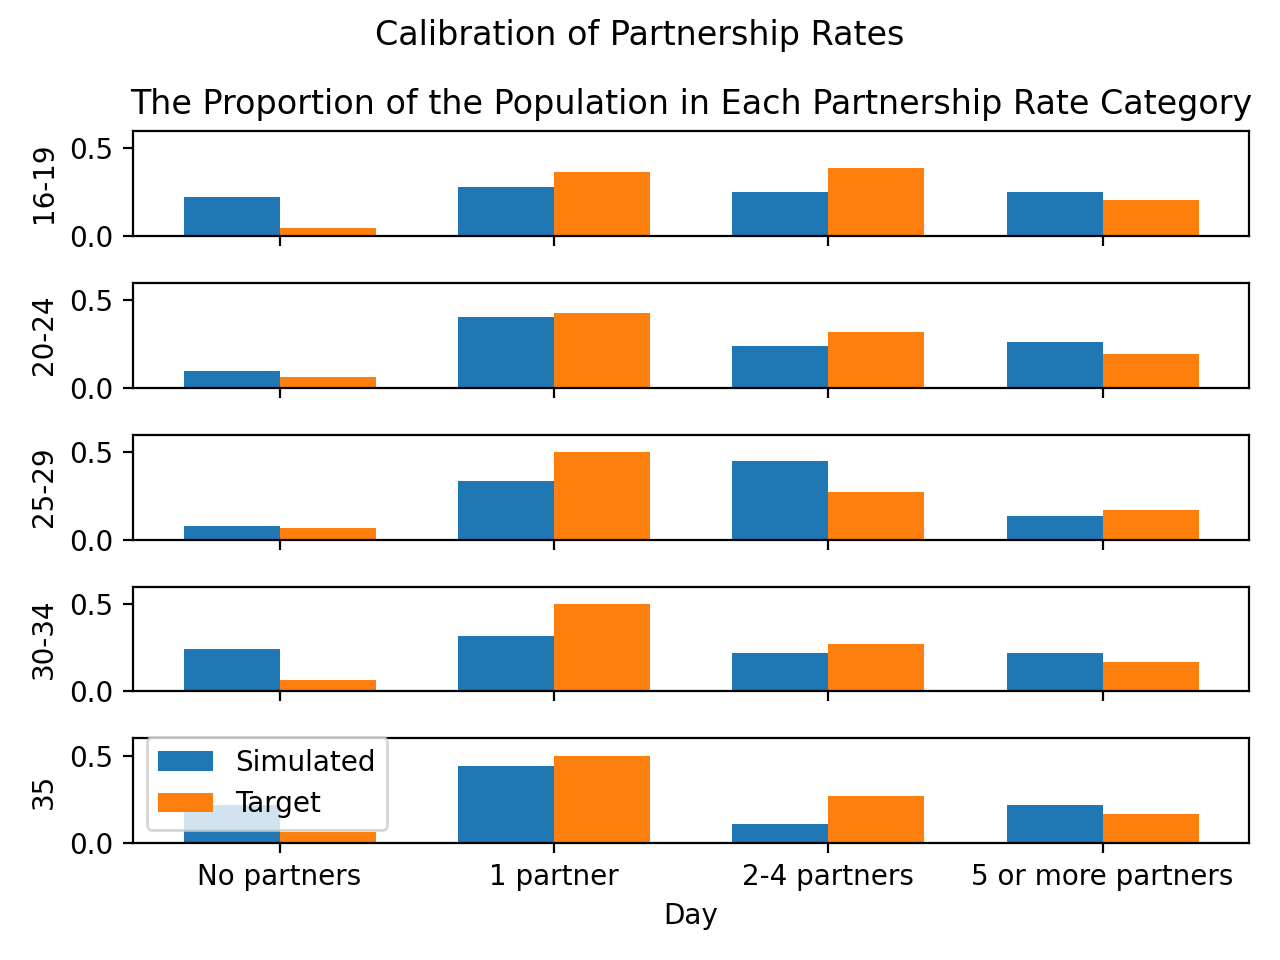 Calibration of Partnership Rates
The Proportion of the Population in Each Partnership Rate Category
0.5
0.0
16-19
0.5
0.0
20-24
0.5
0.0
25-29
0.5
0.0
30-34
0.5
0.0
35
Simulated
Target
No partners
1 partner
2-4 partners
5 or more partners
Day